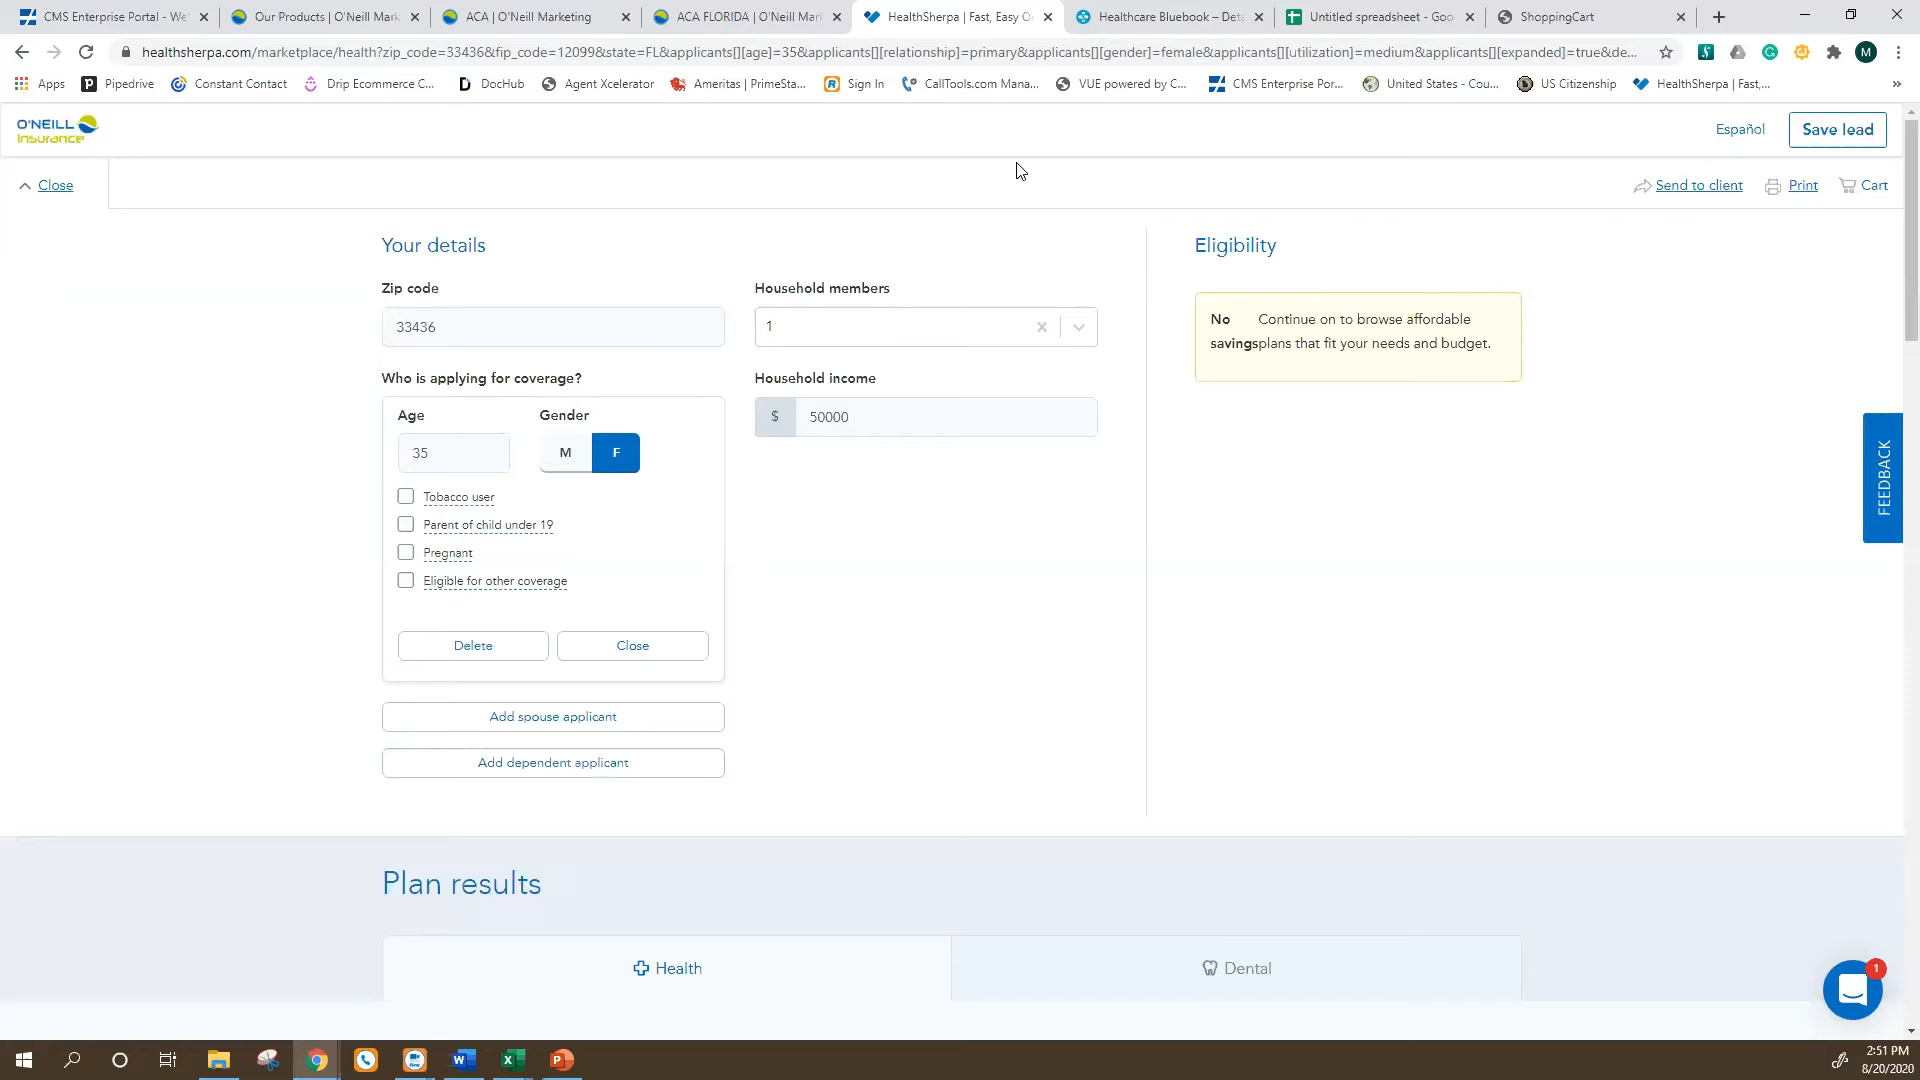 CMS Enterprise Portal - We
Our Products | O'Neill Mark
ACA | O'Neill Marketing
ACA FLORIDA | O'Neill Mar
HealthSherpa | Fast, Easy O
Healthcare Bluebook – Det
Untitled spreadsheet - Goo
ShoppingCart
healthsherpa.com/marketplace/health?zip_code=33436&fip_code=12099&state=FL&applicants[][age]=35&applicants[][relationship]=primary&applicants[][gender]=female&applicants[][utilization]=medium&applicants[][expanded]=true&de...
M
Apps
Pipedrive
Constant Contact
Drip Ecommerce C...
DocHub
Agent Xcelerator
Ameritas | PrimeSta...
Sign In
CallTools.com Mana...
VUE powered by C...
CMS Enterprise Por...
United States - Cou...
US Citizenship
HealthSherpa | Fast,...
»
O'NEILL
Insurance
Español
Save lead
Close
Send to client
Print
Cart
Your details
Eligibility
Zip code
33436
Household members
1
No savings
Continue on to browse affordable
plans that fit your needs and budget.
Who is applying for coverage?
Household income
$ 50000
Age
Gender
35
M
F
Tobacco user
Parent of child under 19
Pregnant
Eligible for other coverage
Delete
Close
Add spouse applicant
Add dependent applicant
FEEDBACK
Plan results
Health
Dental
1
2:51 PM
8/20/2020